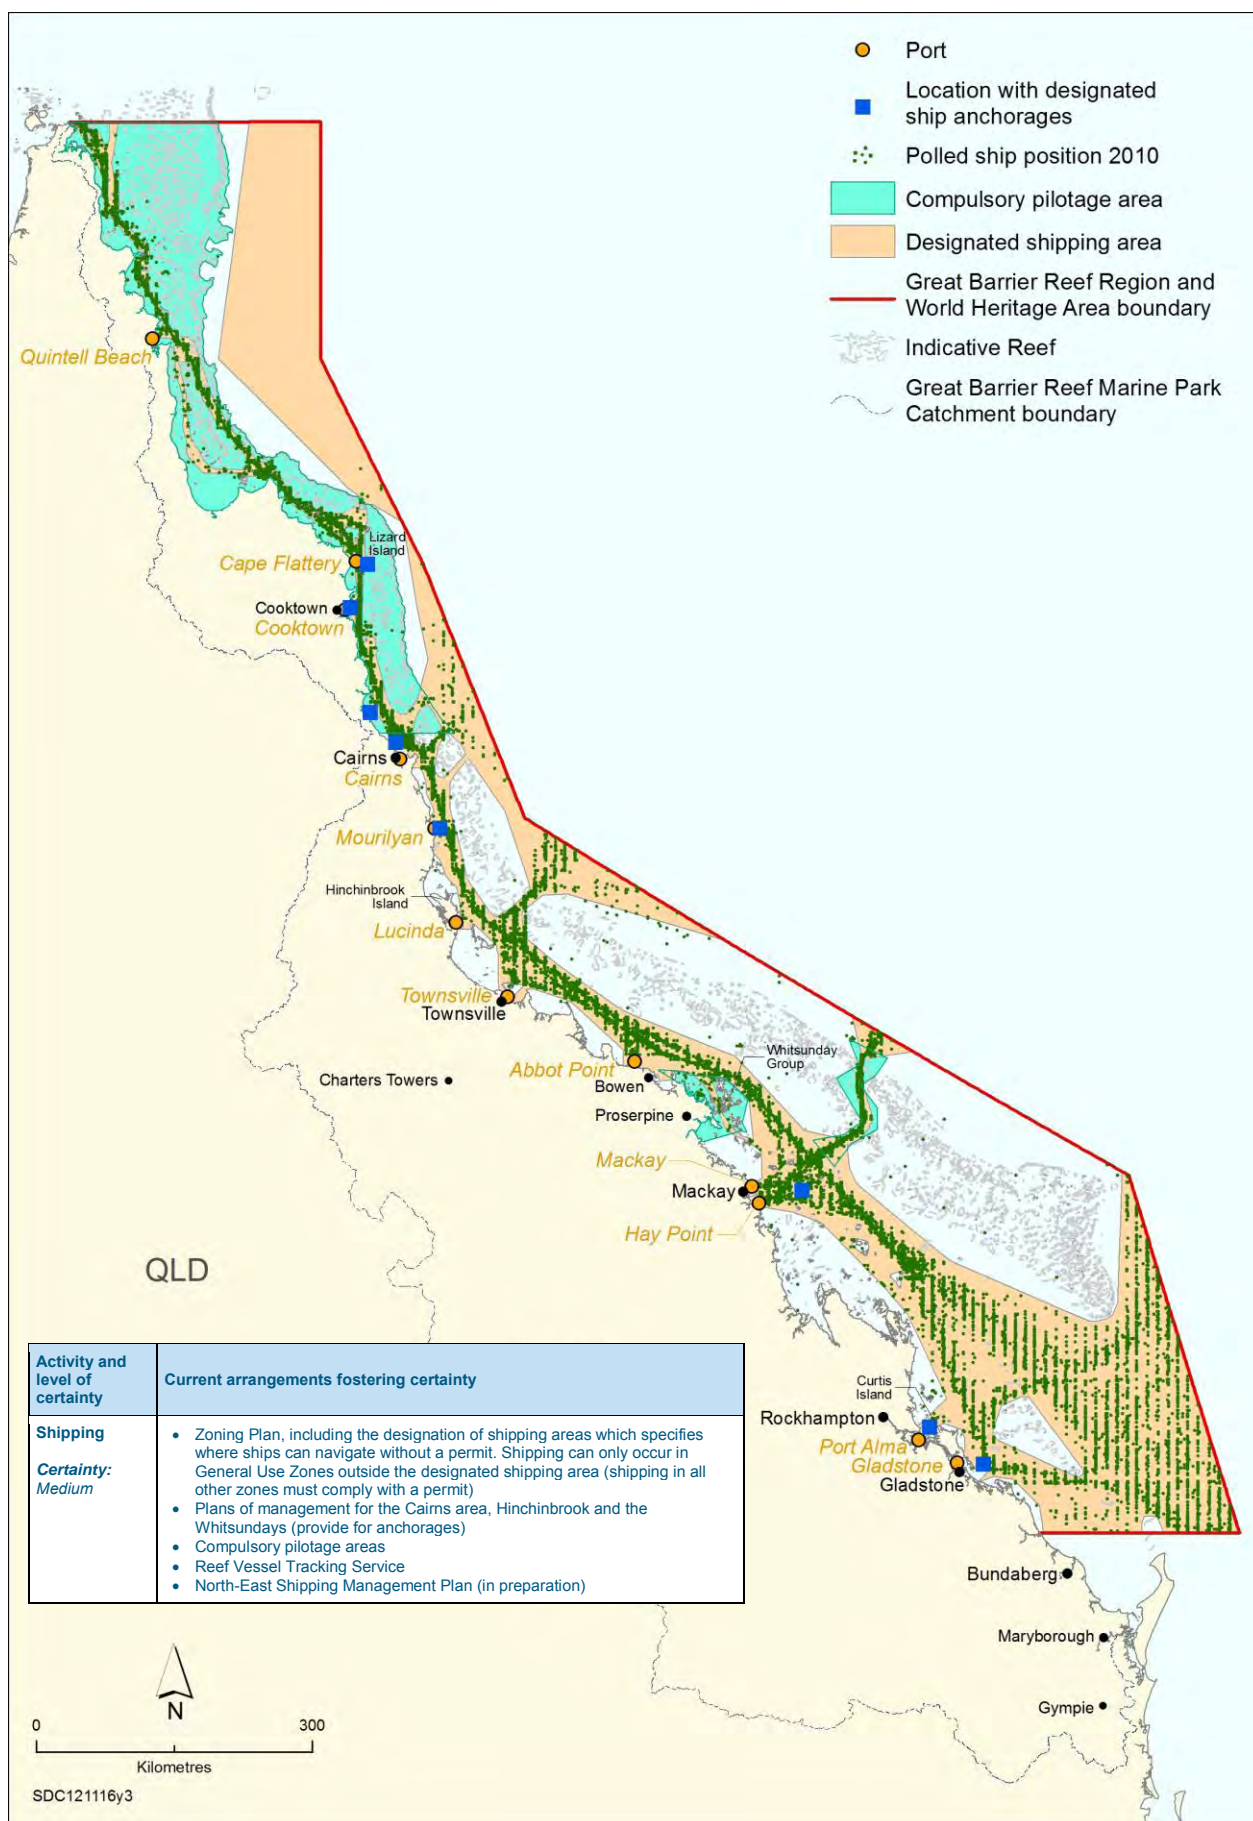 Port
Location with designated
ship anchorages
Polled ship position 2010
Compulsory pilotage area
Designated shipping area
Great Barrier Reef Region and
World Heritage Area boundary
Indicative Reef
Great Barrier Reef Marine Park
Catchment boundary
Quintell Beach
Lizard
Island
Cape Flattery
Cooktown
Cooktown
Cairns
Cairns
Mourilyan
Hinchinbrook
Island
Lucinda
Townsville
Townsville
Abbot Point
Whitsunday
Group
Charters Towers
Bowen
Proserpine
Mackay
Mackay
Hay Point
QLD
Curtis
Island
Rockhampton
Port Alma
Gladstone
Gladstone
Bundaberg
Maryborough
Gympie
Activity and
level of
certainty
Current arrangements fostering certainty
Shipping
Certainty:
Medium
• Zoning Plan, including the designation of shipping areas which specifies
where ships can navigate without a permit. Shipping can only occur in
General Use Zones outside the designated shipping area (shipping in all
other zones must comply with a permit)
• Plans of management for the Cairns area, Hinchinbrook and the
Whitsundays (provide for anchorages)
• Compulsory pilotage areas
• Reef Vessel Tracking Service
• North-East Shipping Management Plan (in preparation)
N
0 300
Kilometres
SDC121116y3